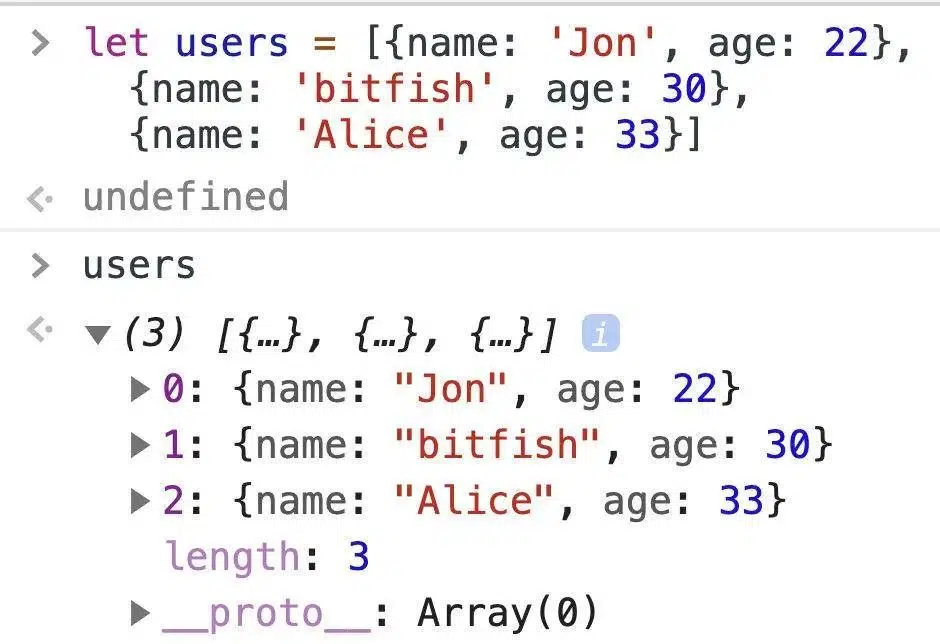 > let users = [{name: 'Jon', age: 22},
{name: 'bitfish', age: 30},
{name: 'Alice', age: 33}]
undefined
> users
(3) [{…}, {…}, {…}] i
0: {name: "Jon", age: 22}
1: {name: "bitfish", age: 30}
2: {name: "Alice", age: 33}
length: 3
__proto__: Array(0)